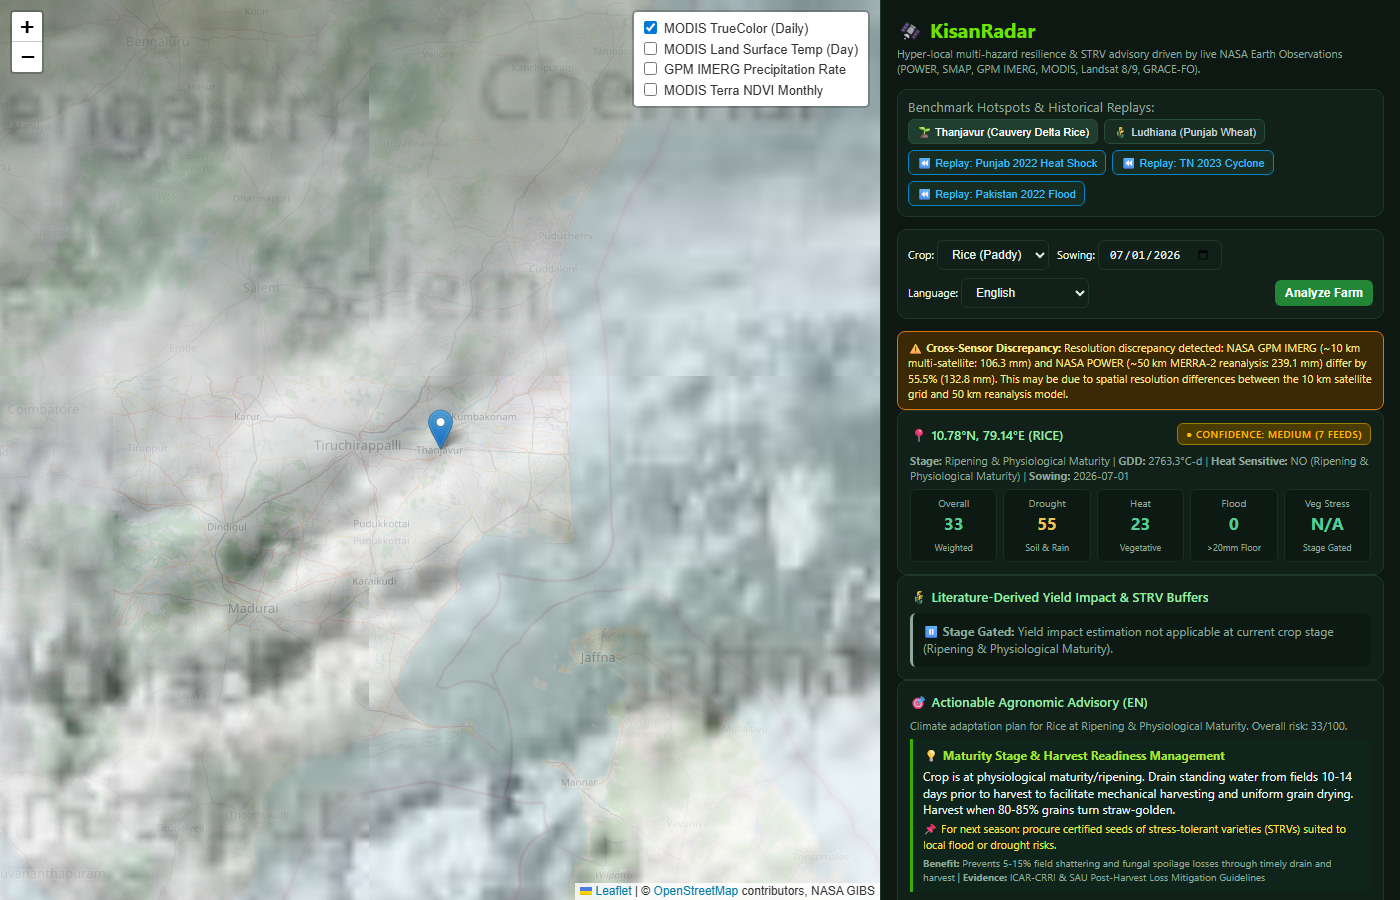 +
−
MODIS TrueColor (Daily)
MODIS Land Surface Temp (Day)
GPM IMERG Precipitation Rate
MODIS Terra NDVI Monthly
Bengaluru
Kanchipuram
Dharmapuri
Puducherry
Cuddalore
Salem
Erode
Coimbatore
Karur
Tiruppur
Tiruchirappalli
Kumbakonam
Thanjavur
Pudukkottai
Pudukkottai
Dindigul
Karaikudi
Madurai
Jaffna
Mannar
Vavuniya
Trincomalee
Leaflet | © OpenStreetMap contributors, NASA GIBS
KisanRadar
Hyper-local multi-hazard resilience & STRV advisory driven by live NASA Earth Observations
(POWER, SMAP, GPM IMERG, MODIS, Landsat 8/9, GRACE-FO).
Benchmark Hotspots & Historical Replays:
Thanjavur (Cauvery Delta Rice)
Ludhiana (Punjab Wheat)
Replay: Punjab 2022 Heat Shock
Replay: TN 2023 Cyclone
Replay: Pakistan 2022 Flood
Crop: Rice (Paddy) Sowing: 07/01/2026
Language: English
Analyze Farm
Cross-Sensor Discrepancy: Resolution discrepancy detected: NASA GPM IMERG (~10 km
multi-satellite: 106.3 mm) and NASA POWER (~50 km MERRA-2 reanalysis: 239.1 mm) differ by
55.5% (132.8 mm). This may be due to spatial resolution differences between the 10 km satellite
grid and 50 km reanalysis model.
10.78°N, 79.14°E (RICE)
● CONFIDENCE: MEDIUM (7 FEEDS)
Stage: Ripening & Physiological Maturity | GDD: 2763.3°C-d | Heat Sensitive: NO (Ripening &
Physiological Maturity) | Sowing: 2026-07-01
Overall
33
Weighted
Drought
55
Soil & Rain
Heat
23
Vegetative
Flood
0
>20mm Floor
Veg Stress
N/A
Stage Gated
Literature-Derived Yield Impact & STRV Buffers
Stage Gated: Yield impact estimation not applicable at current crop stage
(Ripening & Physiological Maturity).
Actionable Agronomic Advisory (EN)
Climate adaptation plan for Rice at Ripening & Physiological Maturity. Overall risk: 33/100.
Maturity Stage & Harvest Readiness Management
Crop is at physiological maturity/ripening. Drain standing water from fields 10-14
days prior to harvest to facilitate mechanical harvesting and uniform grain drying.
Harvest when 80-85% grains turn straw-golden.
For next season: procure certified seeds of stress-tolerant varieties (STRVs) suited to
local flood or drought risks.
Benefit: Prevents 5-15% field shattering and fungal spoilage losses through timely drain and
harvest | Evidence: ICAR-CRRI & SAU Post-Harvest Loss Mitigation Guidelines